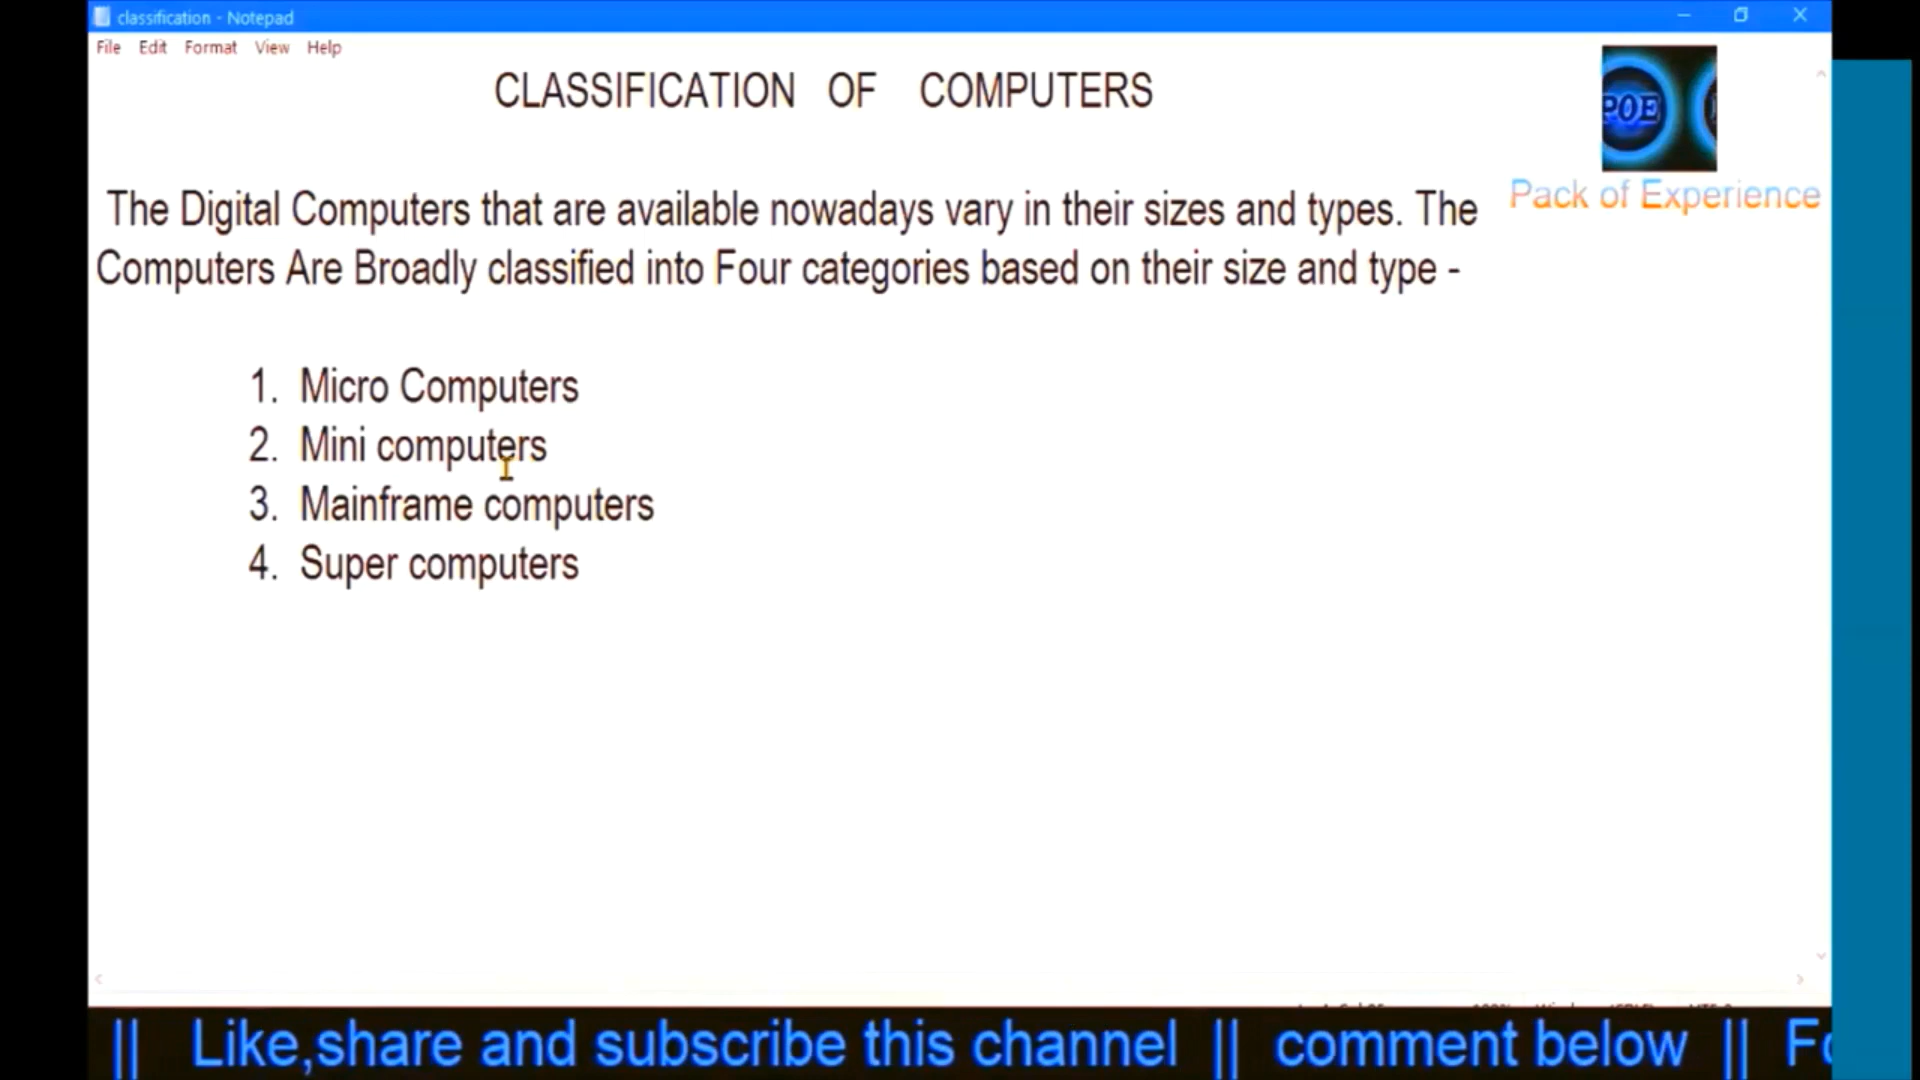 classification - Notepad
File Edit Format View Help
CLASSIFICATION OF COMPUTERS
POE
Pack of Experience
The Digital Computers that are available nowadays vary in their sizes and types. The
Computers Are Broadly classified into Four categories based on their size and type -
1. Micro Computers
2. Mini computers
3. Mainframe computers
4. Super computers
|| Like,share and subscribe this channel || comment below ||